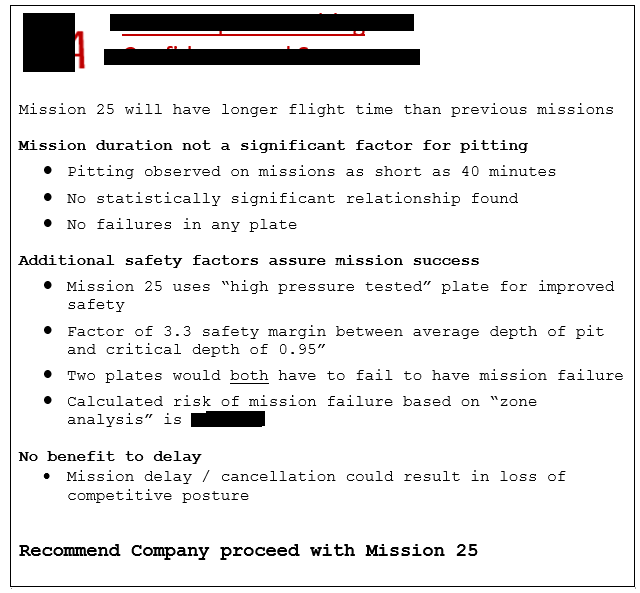 Mission 25 will have longer flight time than previous missions
Mission duration not a significant factor for pitting
● Pitting observed on missions as short as 40 minutes
● No statistically significant relationship found
● No failures in any plate
Additional safety factors assure mission success
● Mission 25 uses “high pressure tested” plate for improved
safety
● Factor of 3.3 safety margin between average depth of pit
and critical depth of 0.95”
● Two plates would both have to fail to have mission failure
● Calculated risk of mission failure based on “zone
analysis” is
No benefit to delay
• Mission delay / cancellation could result in loss of
competitive posture
Recommend Company proceed with Mission 25